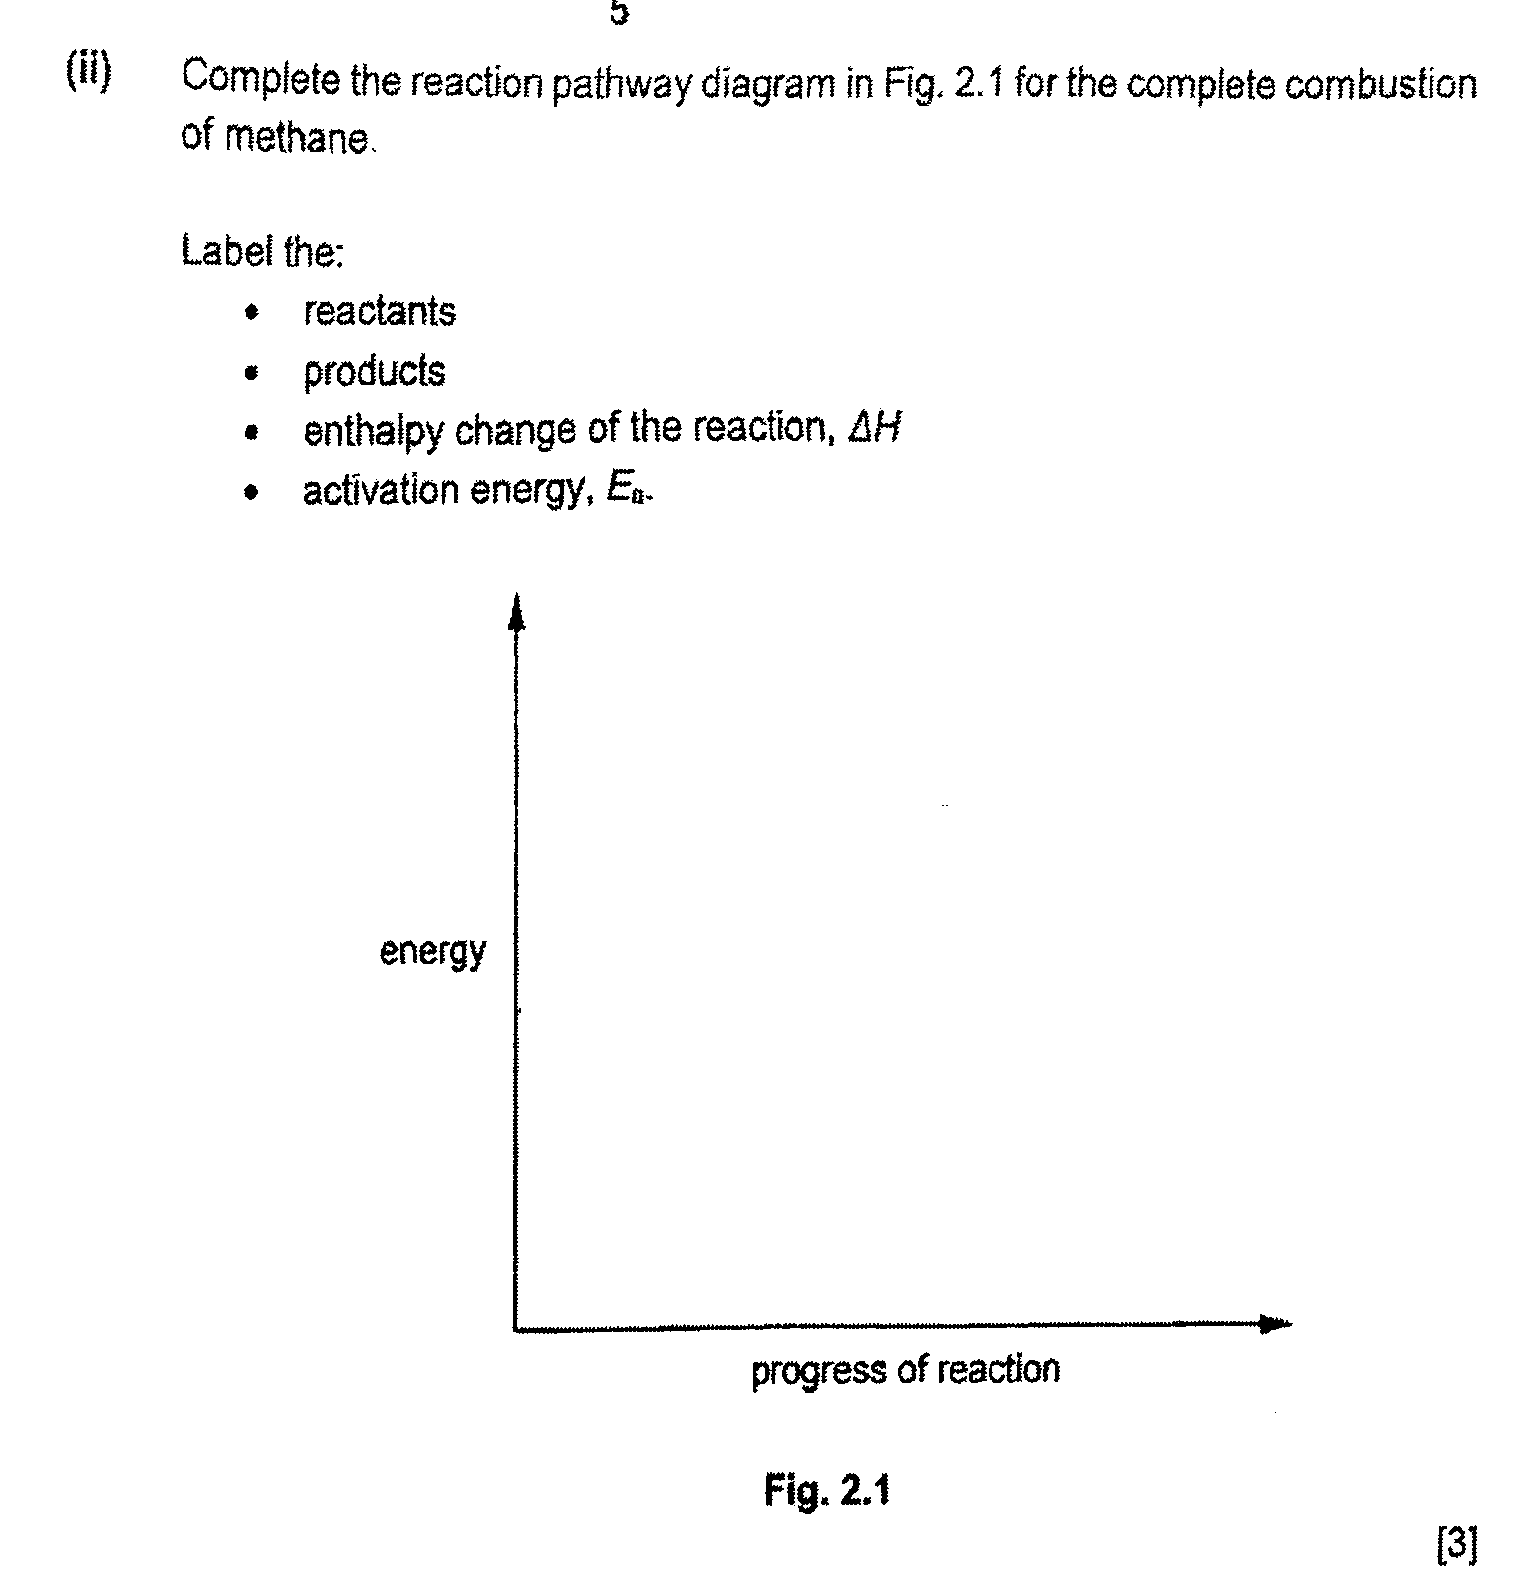 5
(ii) Complete the reaction pathway diagram in Fig. 2.1 for the complete combustion
of methane.
Label the:
• reactants
• products
• enthalpy change of the reaction, ΔH
• activation energy, Eₐ.
energy
progress of reaction
Fig. 2.1
[3]